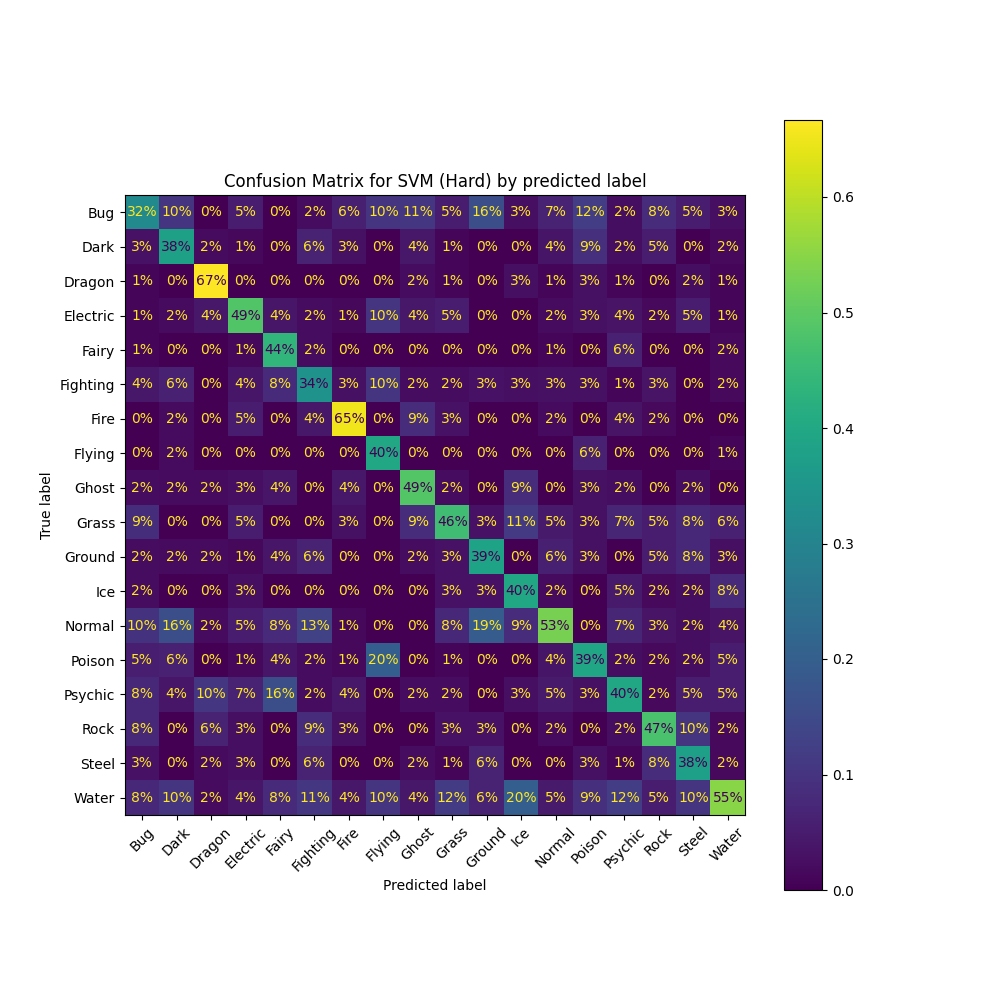 Confusion Matrix for SVM (Hard) by predicted label
Bug 32% 10% 0% 5% 0% 2% 6% 10% 11% 5% 16% 3% 7% 12% 2% 8% 5% 3%
Dark 3% 38% 2% 1% 0% 6% 3% 0% 4% 1% 0% 0% 4% 9% 2% 5% 0% 2%
Dragon 1% 0% 67% 0% 0% 0% 0% 0% 2% 1% 0% 3% 1% 3% 1% 0% 2% 1%
Electric 1% 2% 4% 49% 4% 2% 1% 10% 4% 5% 0% 0% 2% 3% 4% 2% 5% 1%
Fairy 1% 0% 0% 1% 44% 2% 0% 0% 0% 0% 0% 0% 1% 0% 6% 0% 0% 2%
Fighting 4% 6% 0% 4% 8% 34% 3% 10% 2% 2% 3% 3% 3% 3% 1% 3% 0% 2%
Fire 0% 2% 0% 5% 0% 4% 65% 0% 9% 3% 0% 0% 2% 0% 4% 2% 0% 0%
Flying 0% 2% 0% 0% 0% 0% 0% 40% 0% 0% 0% 0% 0% 6% 0% 0% 0% 1%
Ghost 2% 2% 2% 3% 4% 0% 4% 0% 49% 2% 0% 9% 0% 3% 2% 0% 2% 0%
Grass 9% 0% 0% 5% 0% 0% 3% 0% 9% 46% 3% 11% 5% 3% 7% 5% 8% 6%
Ground 2% 2% 2% 1% 4% 6% 0% 0% 2% 3% 39% 0% 6% 3% 0% 5% 8% 3%
Ice 2% 0% 0% 3% 0% 0% 0% 0% 0% 3% 3% 40% 2% 0% 5% 2% 2% 8%
Normal 10% 16% 2% 5% 8% 13% 1% 0% 0% 8% 19% 9% 53% 0% 7% 3% 2% 4%
Poison 5% 6% 0% 1% 4% 2% 1% 20% 0% 1% 0% 0% 4% 39% 2% 2% 2% 5%
Psychic 8% 4% 10% 7% 16% 2% 4% 0% 2% 2% 0% 3% 5% 3% 40% 2% 5% 5%
Rock 8% 0% 6% 3% 0% 9% 3% 0% 0% 3% 3% 0% 0% 0% 2% 47% 10% 2%
Steel 3% 0% 2% 3% 0% 6% 0% 0% 2% 1% 6% 0% 0% 3% 1% 8% 38% 2%
Water 8% 10% 2% 4% 8% 11% 4% 10% 4% 12% 6% 20% 5% 9% 12% 5% 10% 55%
Bug Dark Dragon Electric Fairy Fighting Fire Flying Ghost Grass Ground Ice Normal Poison Psychic Rock Steel Water
Predicted label
True label
0.6
0.5
0.4
0.3
0.2
0.1
0.0